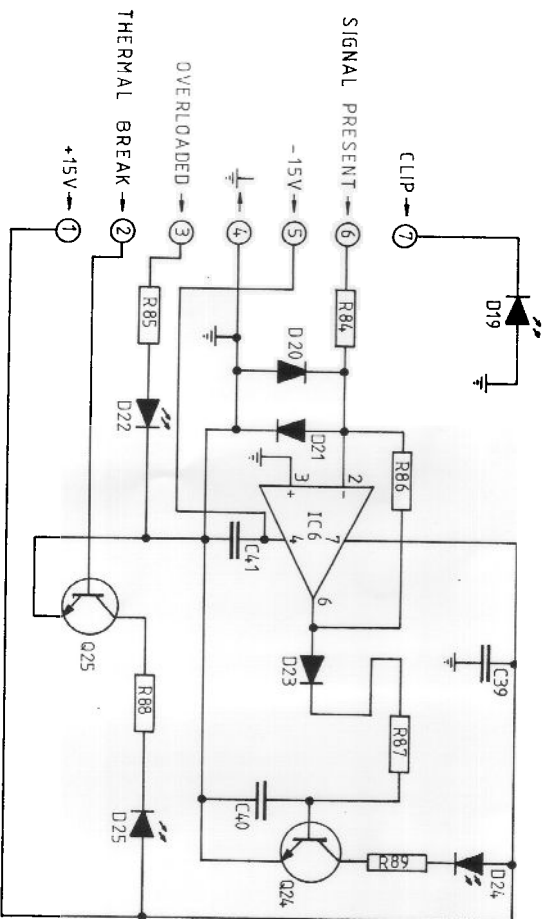 CLIP → 7
SIGNAL PRESENT → 6
-15V → 5
4
OVERLOADED → 3
THERMAL BREAK → 2
+15V → 1
D19
R84
D20
D21
R85
D22
R86
2 -
3 +
IC6
7
4
6
C41
C39
D23
R87
C40
Q24
R89
D24
Q25
R88
D25